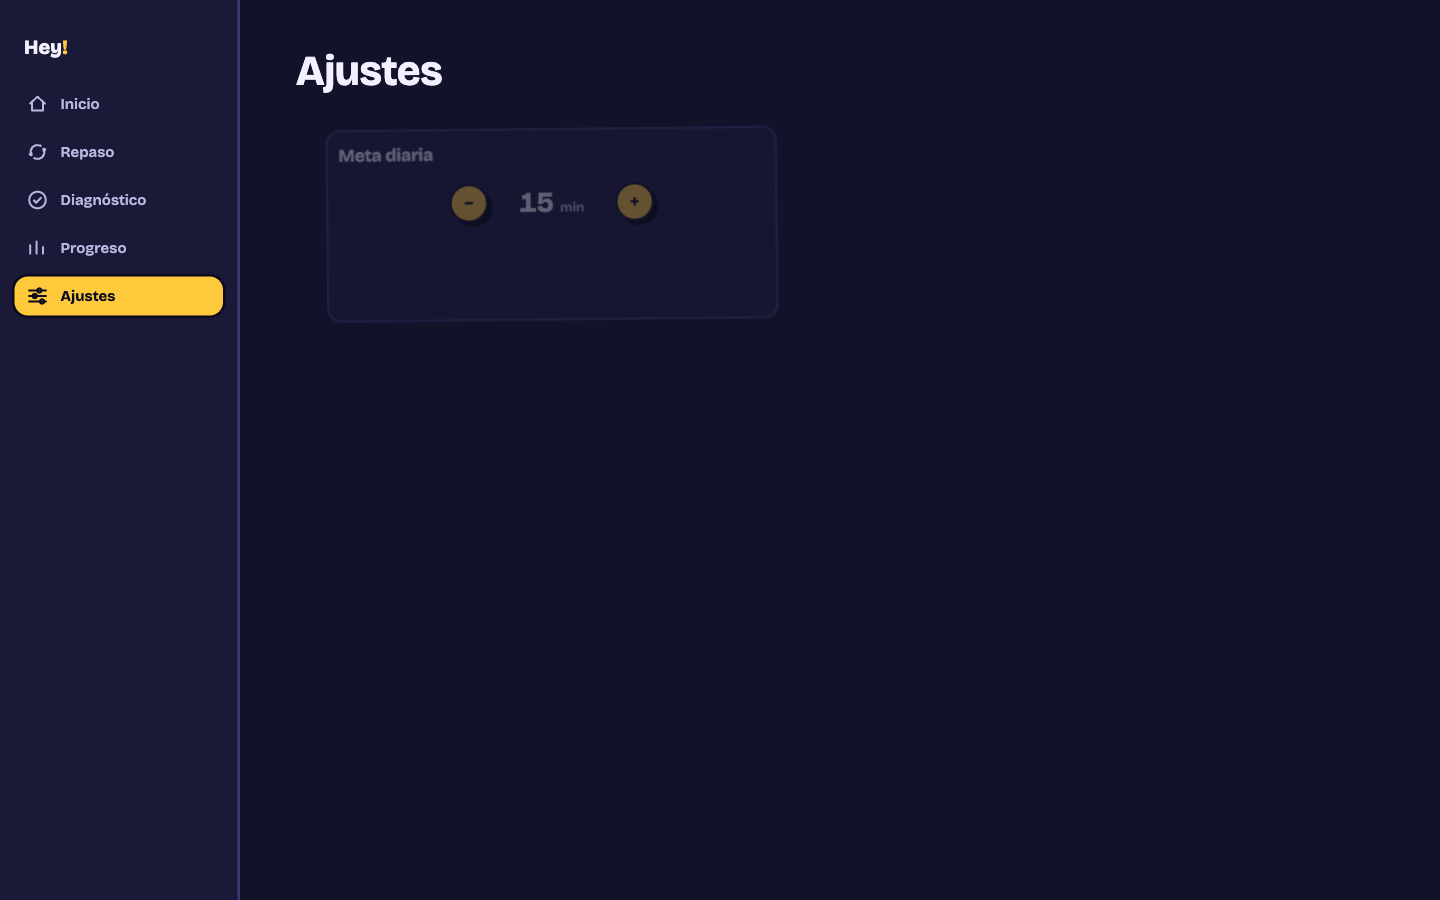 Hey!
Inicio
Repaso
Diagnóstico
Progreso
Ajustes
Ajustes
Meta diaria
- 15 min +